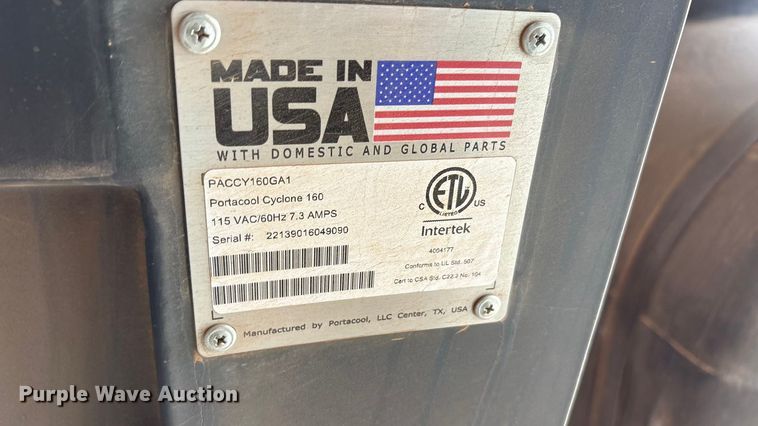 MADE IN
USA
WITH DOMESTIC AND GLOBAL PARTS
PACCY160GA1
Portacool Cyclone 160
115 VAC/60Hz 7.3 AMPS
Serial #: 22139016049090
C ETL US
LISTED
Intertek
4004177
Conforms to UL Std. 507
Cert to CSA Std. C22.2 No. 104
Manufactured by Portacool, LLC Center, TX, USA
Purple Wave Auction